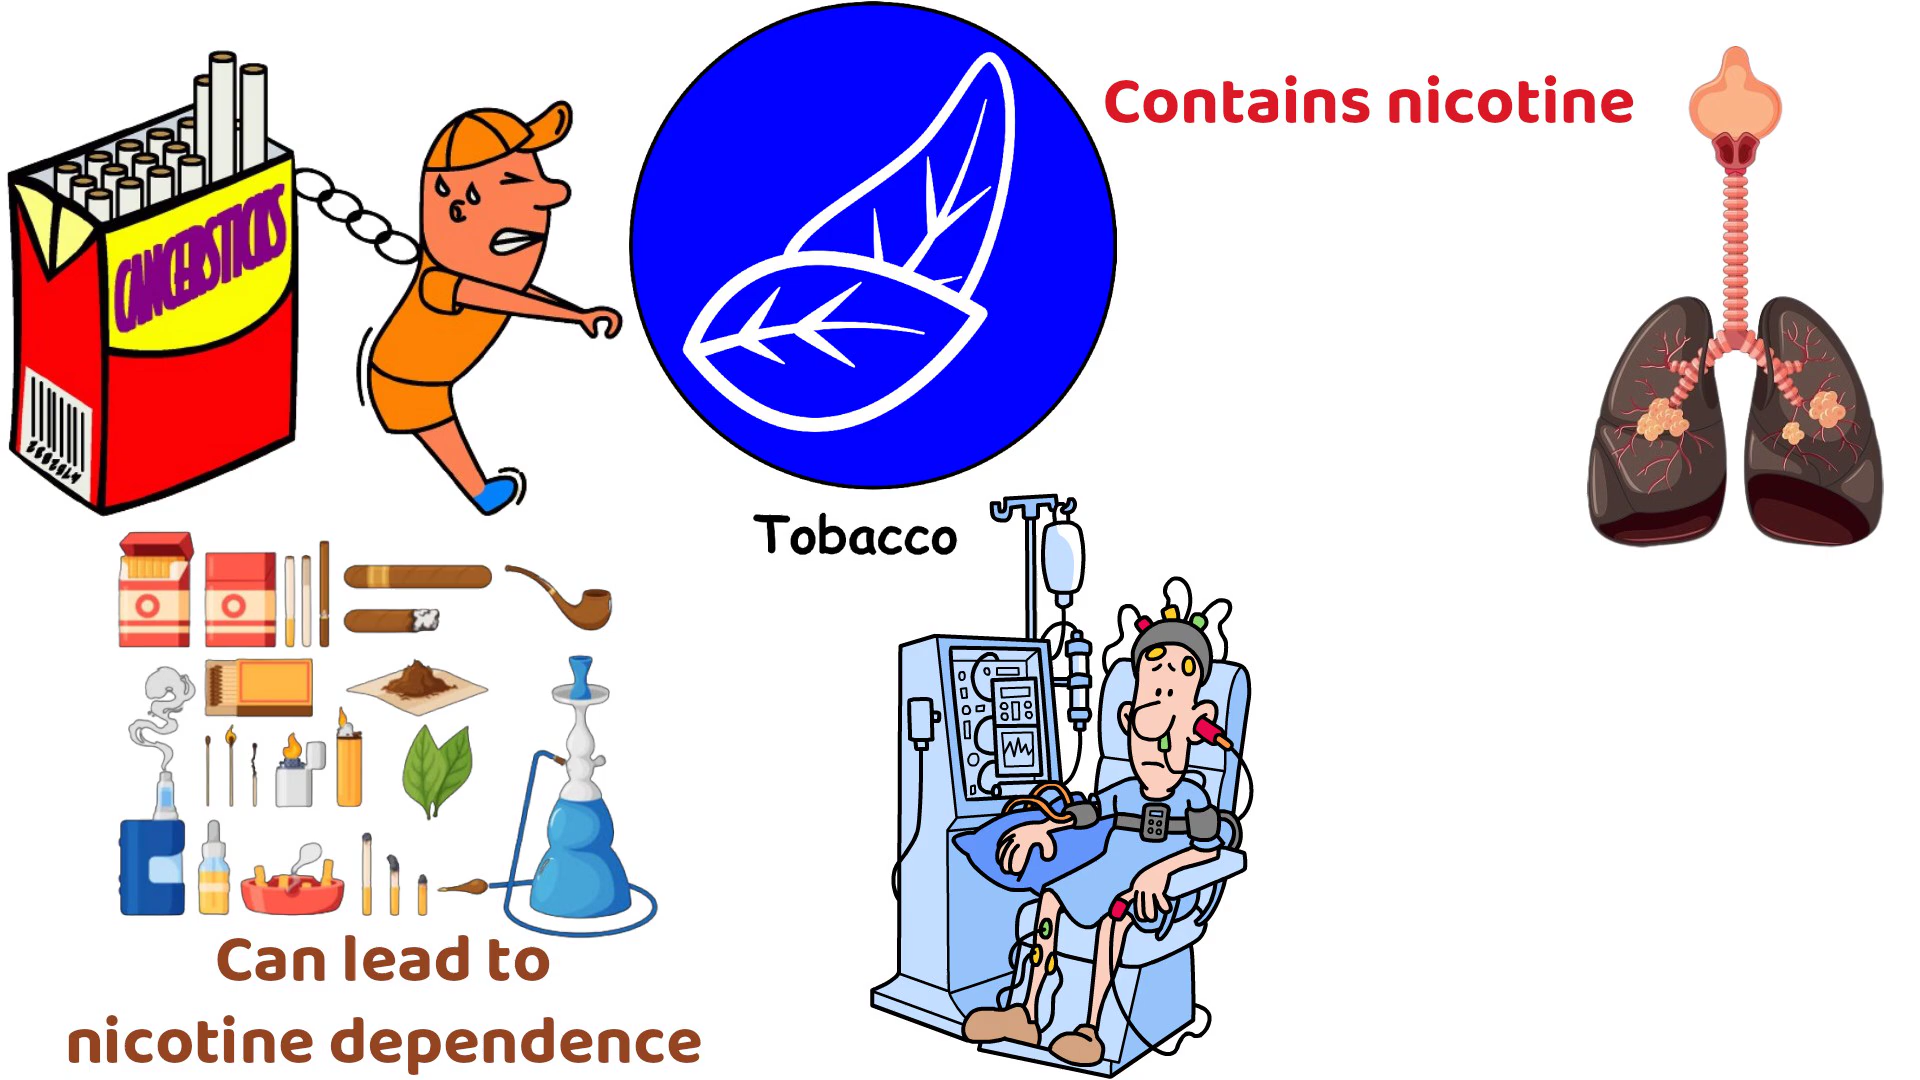 Contains nicotine
CANCERSTICKS
Tobacco
Can lead to
nicotine dependence